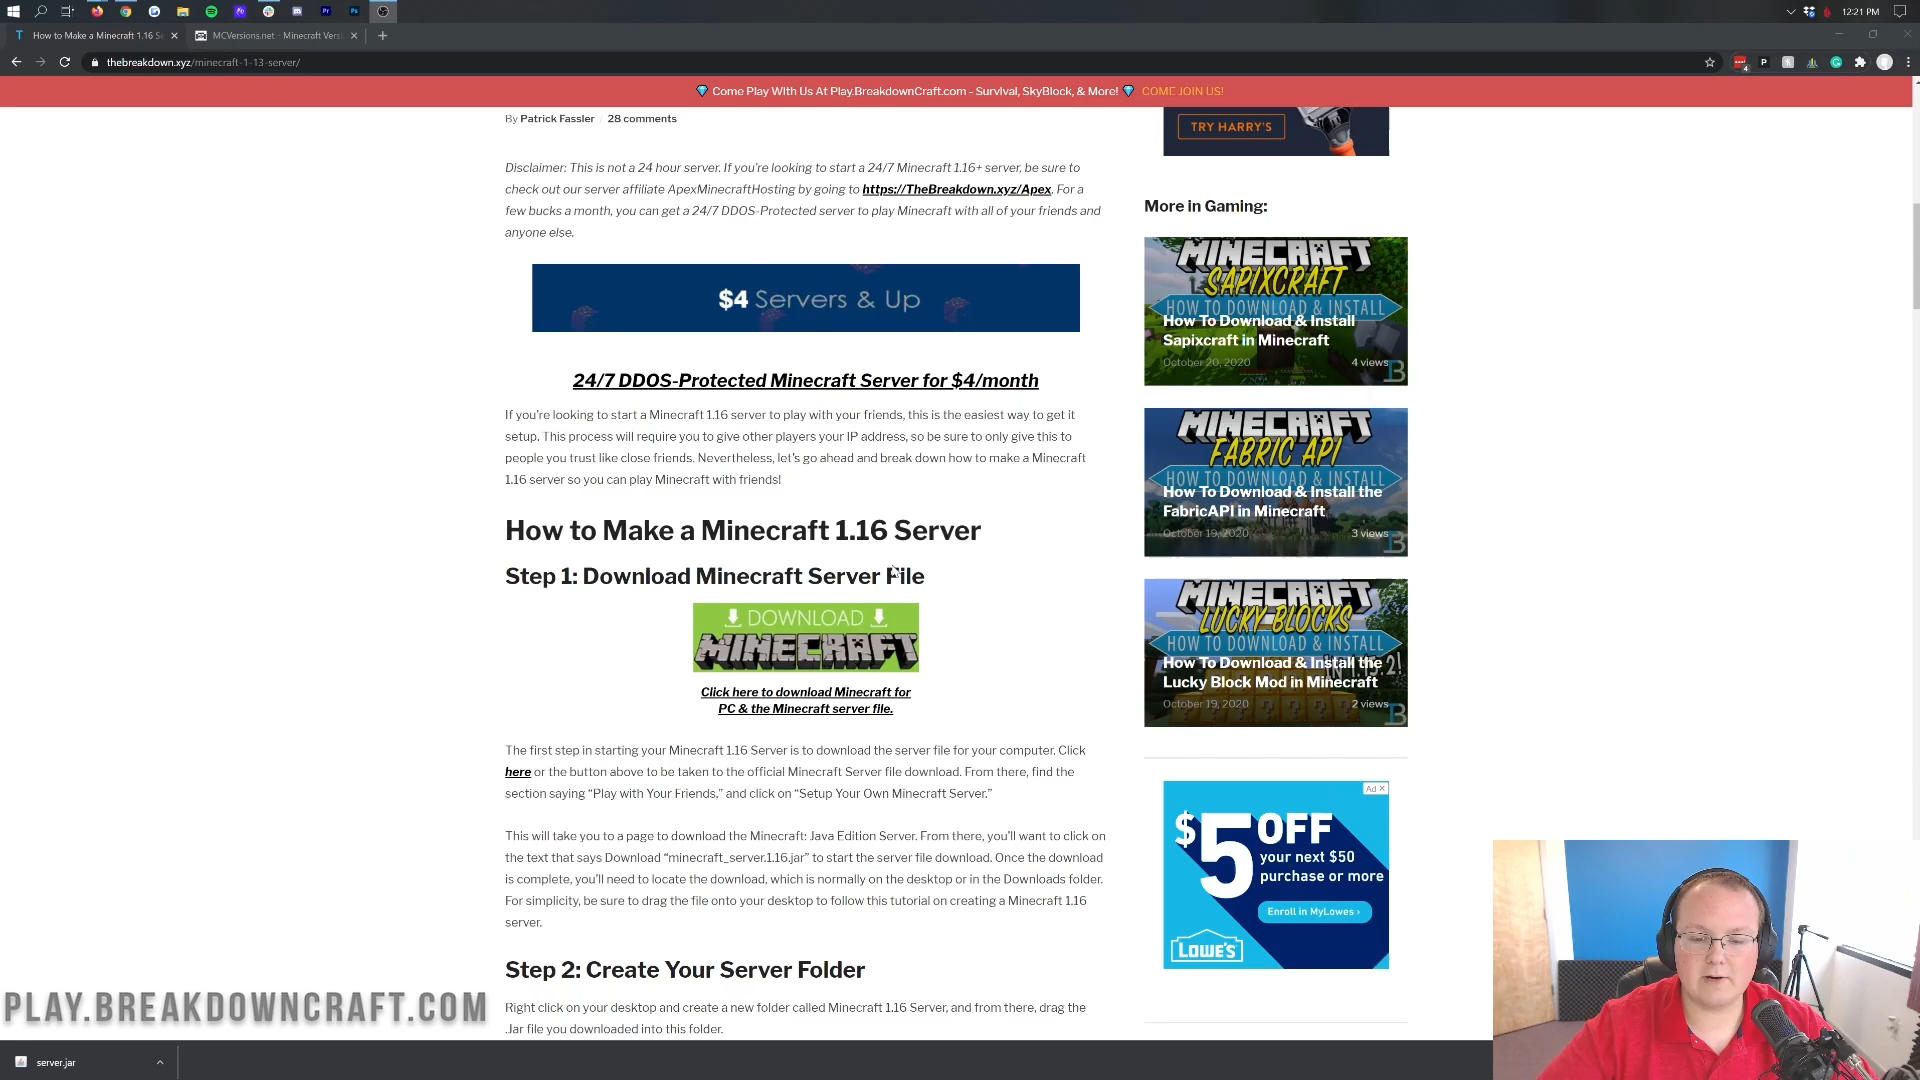 12:21 PM
How to Make a Minecraft 1.16 Se
MCVersions.net - Minecraft Versi
thebreakdown.xyz/minecraft-1-13-server/
Come Play With Us At Play.BreakdownCraft.com - Survival, SkyBlock, & More! COME JOIN US!
By Patrick Fassler / 28 comments
Disclaimer: This is not a 24 hour server. If you're looking to start a 24/7 Minecraft 1.16+ server, be sure to
check out our server affiliate ApexMinecraftHosting by going to https://TheBreakdown.xyz/Apex. For a
few bucks a month, you can get a 24/7 DDOS-Protected server to play Minecraft with all of your friends and
anyone else.
$4 Servers & Up
24/7 DDOS-Protected Minecraft Server for $4/month
If you're looking to start a Minecraft 1.16 server to play with your friends, this is the easiest way to get it
setup. This process will require you to give other players your IP address, so be sure to only give this to
people you trust like close friends. Nevertheless, let's go ahead and break down how to make a Minecraft
1.16 server so you can play Minecraft with friends!
How to Make a Minecraft 1.16 Server
Step 1: Download Minecraft Server File
DOWNLOAD
MINECRAFT
Click here to download Minecraft for
PC & the Minecraft server file.
The first step in starting your Minecraft 1.16 Server is to download the server file for your computer. Click
here or the button above to be taken to the official Minecraft Server file download. From there, find the
section saying “Play with Your Friends,” and click on “Setup Your Own Minecraft Server.”
This will take you to a page to download the Minecraft: Java Edition Server. From there, you'll want to click on
the text that says Download “minecraft_server.1.16.jar” to start the server file download. Once the download
is complete, you'll need to locate the download, which is normally on the desktop or in the Downloads folder.
For simplicity, be sure to drag the file onto your desktop to follow this tutorial on creating a Minecraft 1.16
server.
Step 2: Create Your Server Folder
Right click on your desktop and create a new folder called Minecraft 1.16 Server, and from there, drag the
.Jar file you downloaded into this folder.
TRY HARRY'S
More in Gaming:
MINECRAFT
SAPIXCRAFT
HOW TO DOWNLOAD & INSTALL
How To Download & Install
Sapixcraft in Minecraft
October 20, 2020 4 views
MINECRAFT
FABRIC API
HOW TO DOWNLOAD & INSTALL
How To Download & Install the
FabricAPI in Minecraft
October 19, 2020 3 views
MINECRAFT
LUCKY BLOCKS
HOW TO DOWNLOAD & INSTALL
IN 1.15.2!
How To Download & Install the
Lucky Block Mod in Minecraft
October 19, 2020 2 views
Ad
$5 OFF
your next $50
purchase or more
Enroll in MyLowes ›
LOWE'S
PLAY.BREAKDOWNCRAFT.COM
server.jar